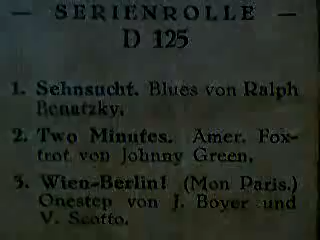 — SERIENROLLE —
D 125
1. Sehnsucht. Blues von Ralph
Benatzky.
2. Two Minutes. Amer. Fox-
trot von Johnny Green.
3. Wien-Berlin! (Mon Paris.)
Onestep von J. Boyer und
V. Scotto.